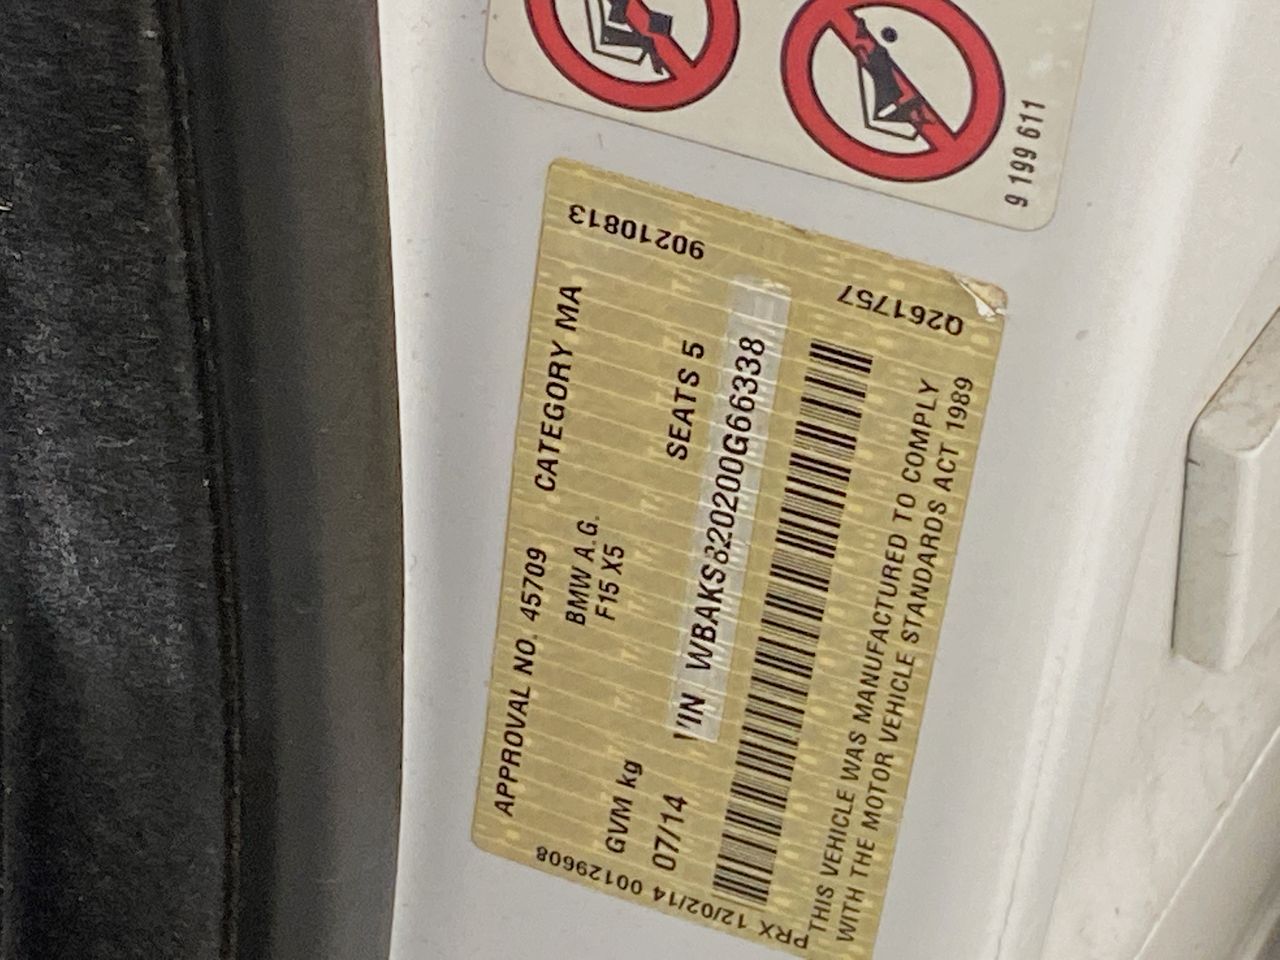 9 199 611
90210813
Q261757
APPROVAL NO. 45709 CATEGORY MA
BMW A.G.
F15 X5
GVM kg
07/14 SEATS 5
VIN WBAKS820200G66338
THIS VEHICLE WAS MANUFACTURED TO COMPLY
WITH THE MOTOR VEHICLE STANDARDS ACT 1989
PRX 12/02/14 00129608